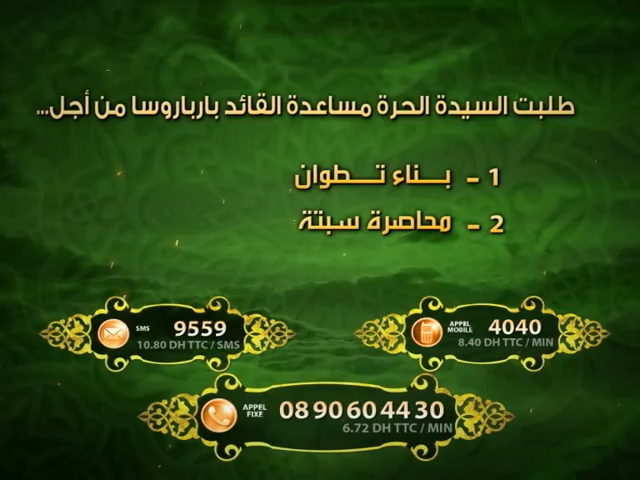 طلبت السيدة الحرة مساعدة القائد بارباروسا من أجل...
1 - بناء تطوان
2 - محاصرة سبتة
SMS 9559
10.80 DH TTC / SMS
APPEL MOBILE 4040
8.40 DH TTC / MIN
APPEL FIXE 08 90 60 44 30
6.72 DH TTC / MIN